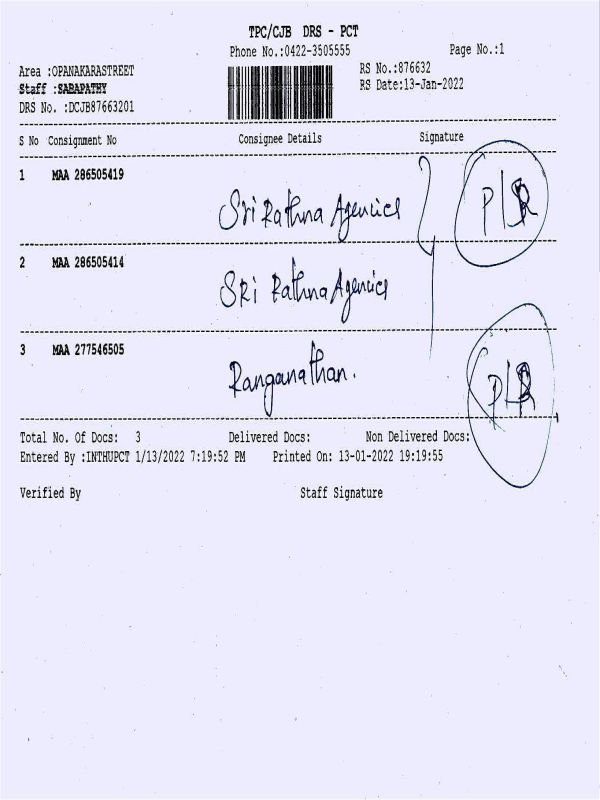 TPC/CJB DRS - PCT
Phone No.:0422-3505555 Page No.:1
Area :OPANAKARASTREET RS No.:876632
Staff :SABAPATHY RS Date:13-Jan-2022
DRS No. :DCJB87663201
S No Consignment No Consignee Details Signature
1 MAA 286505419
Sri Rathna Agencies
2 MAA 286505414
SRi Rathna Agencies
3 MAA 277546505
Ranganathan.
Total No. Of Docs: 3 Delivered Docs: Non Delivered Docs:
Entered By :INTHUPCT 1/13/2022 7:19:52 PM Printed On: 13-01-2022 19:19:55
Verified By Staff Signature